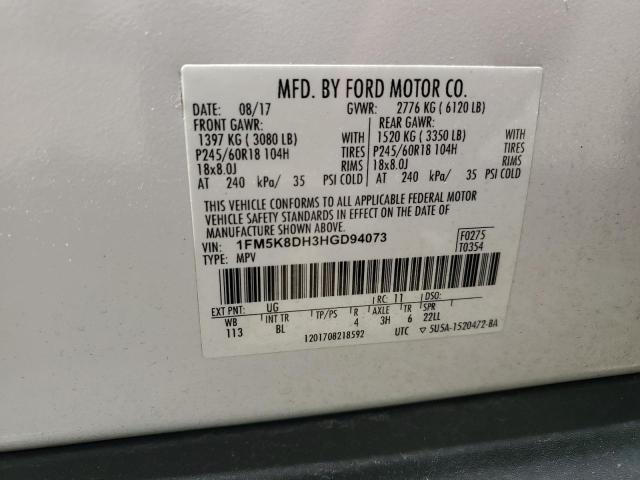 MFD. BY FORD MOTOR CO.
DATE: 08/17 GVWR: 2776 KG ( 6120 LB)
FRONT GAWR: REAR GAWR:
1397 KG ( 3080 LB) WITH 1520 KG ( 3350 LB) WITH
P245/60R18 104H TIRES P245/60R18 104H TIRES
18x8.0J RIMS 18x8.0J RIMS
AT 240 kPa/ 35 PSI COLD AT 240 kPa/ 35 PSI COLD
THIS VEHICLE CONFORMS TO ALL APPLICABLE FEDERAL MOTOR
VEHICLE SAFETY STANDARDS IN EFFECT ON THE DATE OF
MANUFACTURE SHOWN ABOVE.
VIN: 1FM5K8DH3HGD94073 F0275
TYPE: MPV T0354
EXT PNT: UG RC: 11 DSO:
WB INT TR TP/PS R AXLE TR SPR
113 BL 4 3H 6 22LL
1201708218592 UTC ▽ 5U5A-1520472-BA